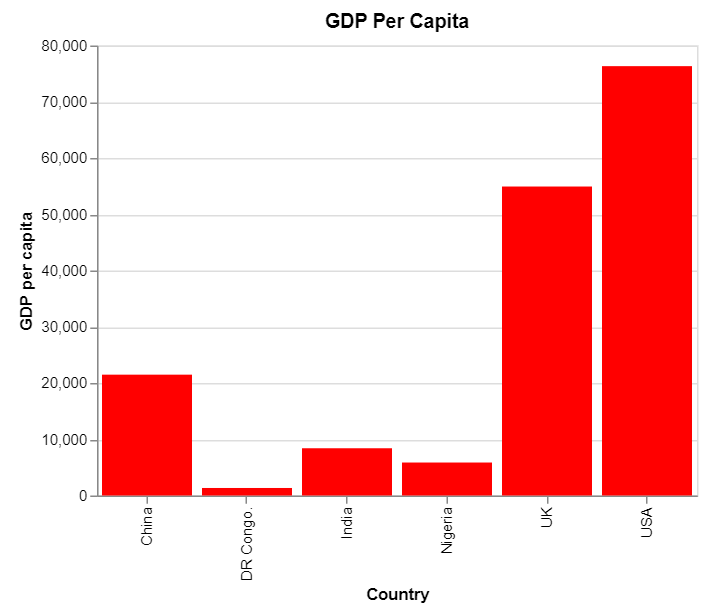 GDP Per Capita
80,000
70,000
60,000
50,000
40,000
30,000
20,000
10,000
0
GDP per capita
China
DR Congo.
India
Nigeria
UK
USA
Country